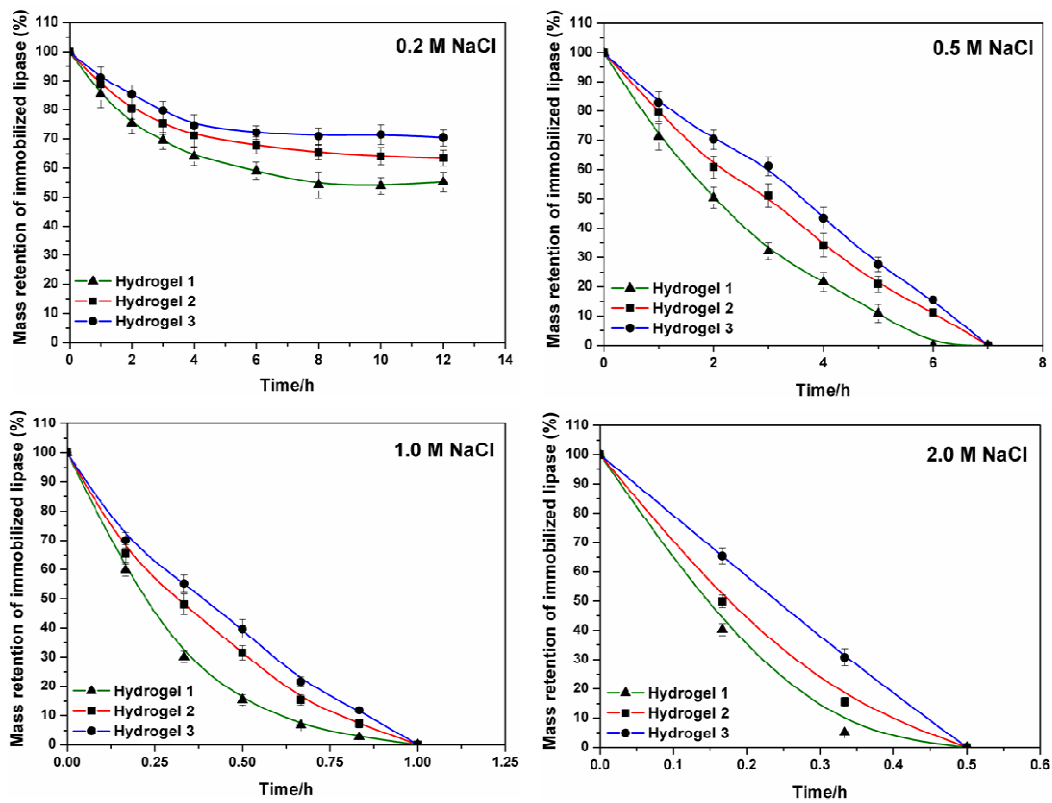 Mass retention of immobilized lipase (%)
110
100
90
80
70
60
50
40
30
20
10
0
0.2 M NaCl
Hydrogel 1
Hydrogel 2
Hydrogel 3
0 2 4 6 8 10 12 14
Time/h
Mass retention of immobilized lipase (%)
110
100
90
80
70
60
50
40
30
20
10
0
0.5 M NaCl
Hydrogel 1
Hydrogel 2
Hydrogel 3
0 2 4 6 8
Time/h
Mass retention of immobilized lipase (%)
110
100
90
80
70
60
50
40
30
20
10
0
1.0 M NaCl
Hydrogel 1
Hydrogel 2
Hydrogel 3
0.00 0.25 0.50 0.75 1.00 1.25
Time/h
Mass retention of immobilized lipase (%)
110
100
90
80
70
60
50
40
30
20
10
0
2.0 M NaCl
Hydrogel 1
Hydrogel 2
Hydrogel 3
0.0 0.1 0.2 0.3 0.4 0.5 0.6
Time/h